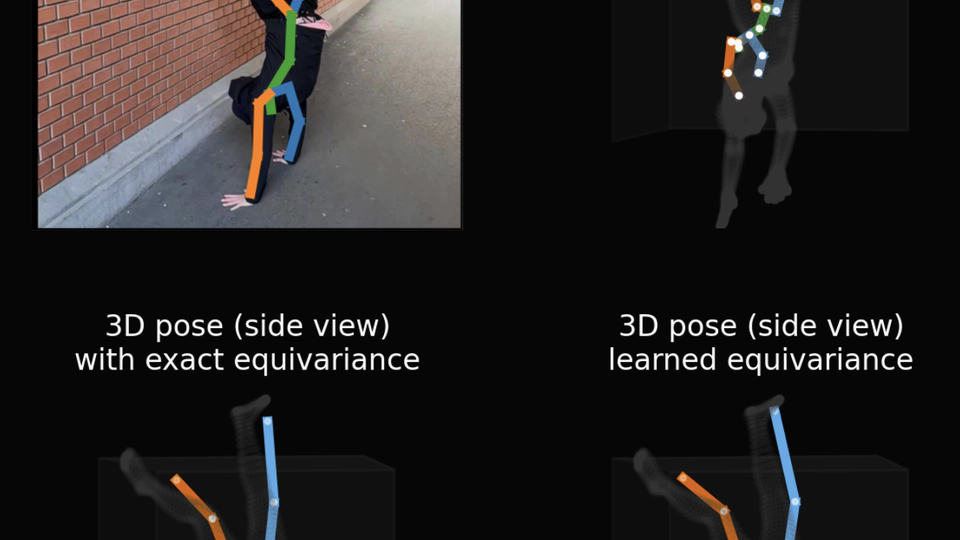 3D pose (side view)
with exact equivariance
3D pose (side view)
learned equivariance